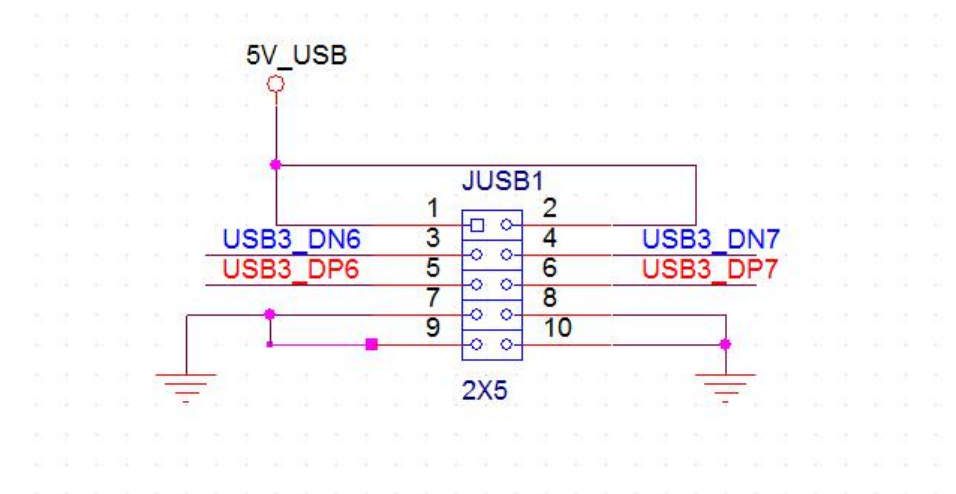 5V_USB
JUSB1
1 2
USB3_DN6 3 4 USB3_DN7
USB3_DP6 5 6 USB3_DP7
7 8
9 10
2X5